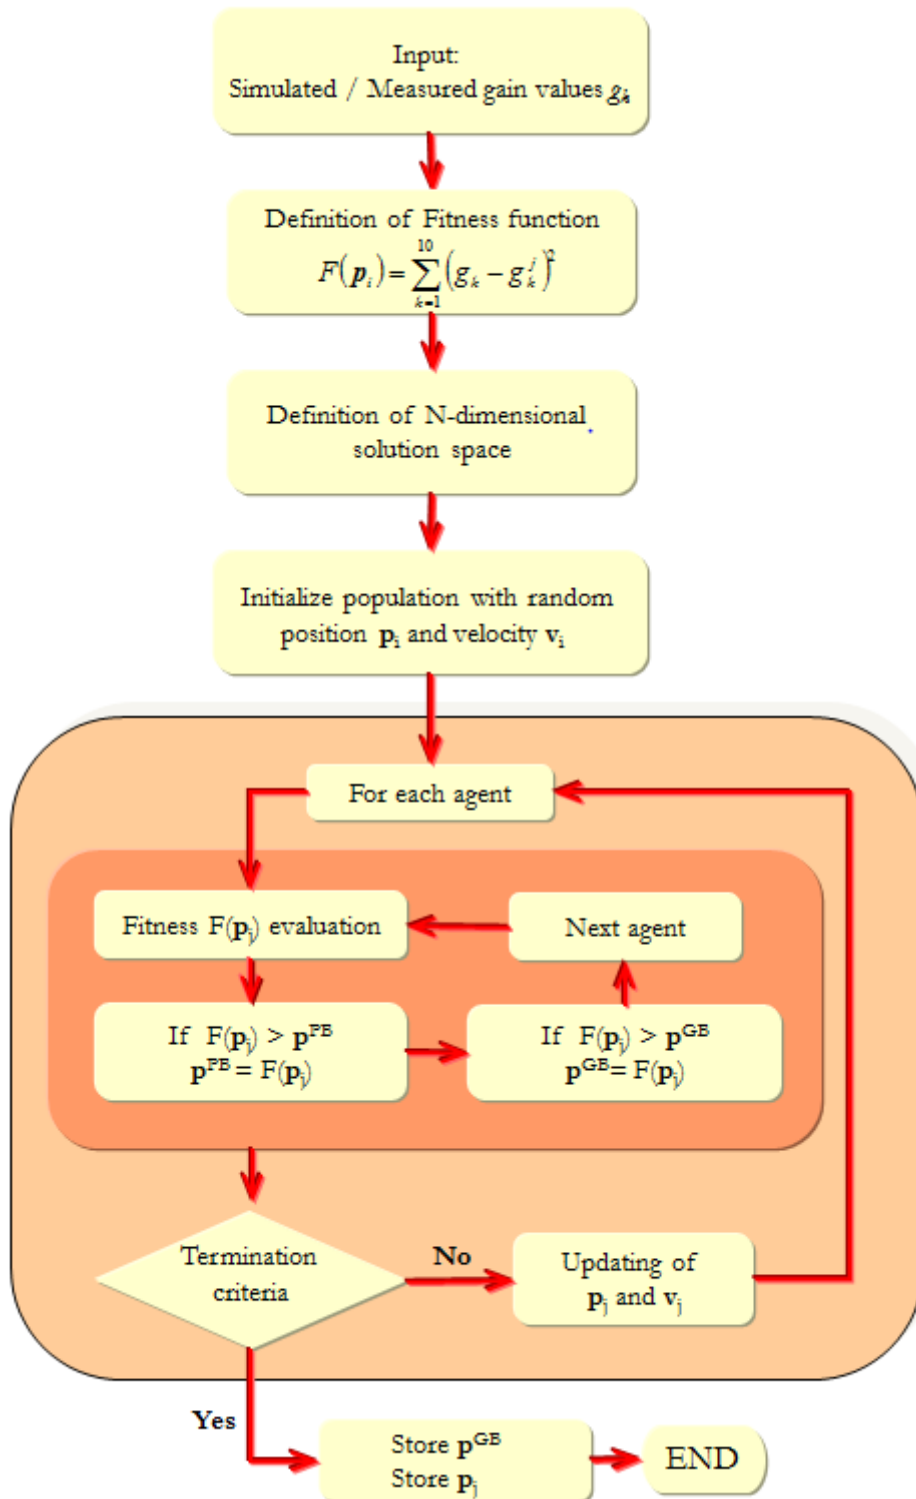 Input:
Simulated / Measured gain values gₖ
Definition of Fitness function
F(pᵢ) = ∑ₖ₌₁¹⁰ (gₖ − gₖʲ)²
Definition of N-dimensional
solution space
Initialize population with random
position pᵢ and velocity vᵢ
For each agent
Fitness F(pⱼ) evaluation
Next agent
If F(pⱼ) > pᴾᴮ
pᴾᴮ = F(pⱼ)
If F(pⱼ) > pᴳᴮ
pᴳᴮ= F(pⱼ)
Termination
criteria
No
Updating of
pⱼ and vⱼ
Yes
Store pᴳᴮ
Store pⱼ
END